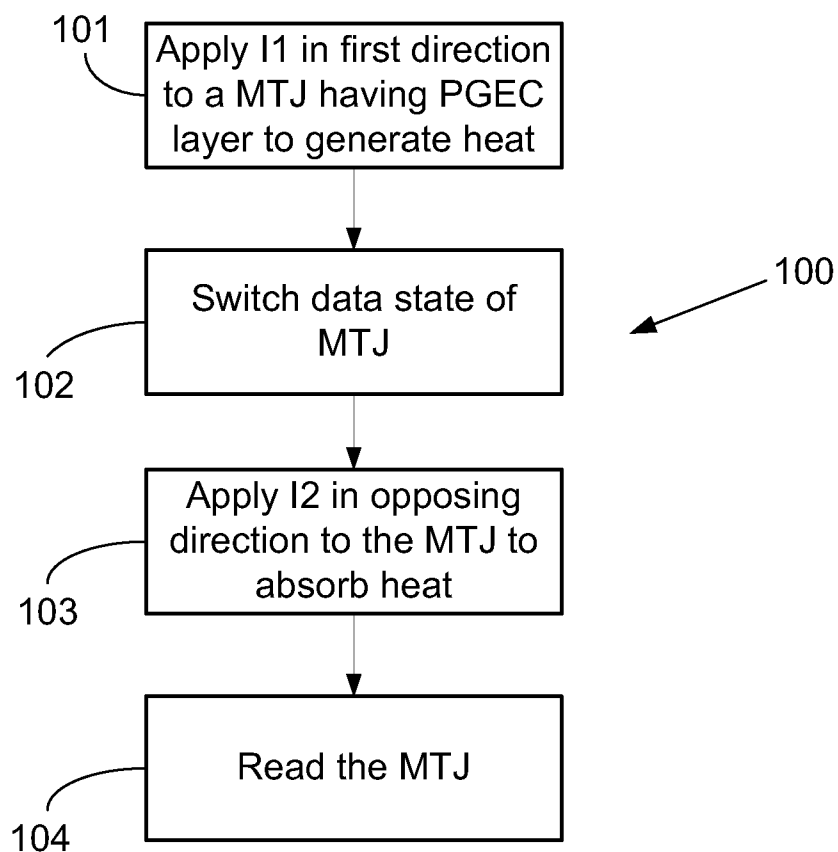 101
Apply I1 in first direction
to a MTJ having PGEC
layer to generate heat
100
Switch data state of
MTJ
102
Apply I2 in opposing
direction to the MTJ to
absorb heat
103
Read the MTJ
104